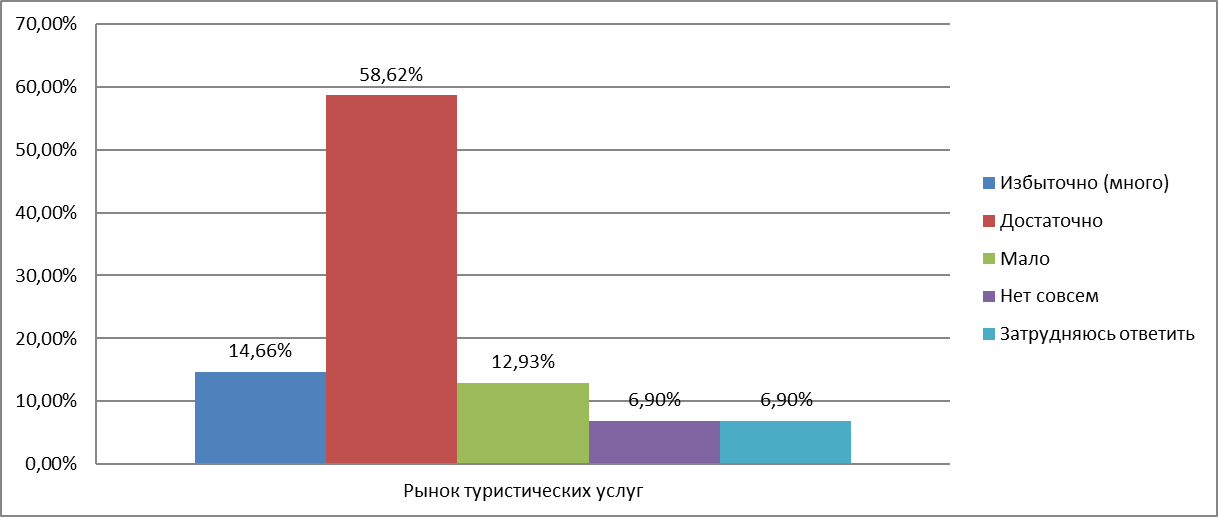 70,00%
60,00%
50,00%
40,00%
30,00%
20,00%
10,00%
0,00%
14,66%
58,62%
12,93%
6,90%
6,90%
Рынок туристических услуг
Избыточно (много)
Достаточно
Мало
Нет совсем
Затрудняюсь ответить